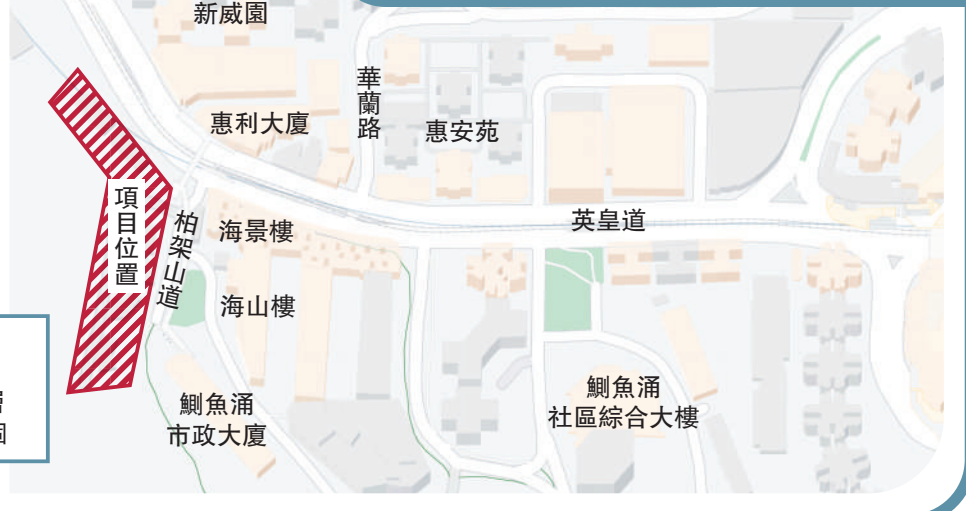 新威園
華蘭路
惠利大廈
惠安苑
項目位置
柏架山道
海景樓
英皇道
海山樓
鰂魚涌
市政大廈
鰂魚涌
社區綜合大樓
個